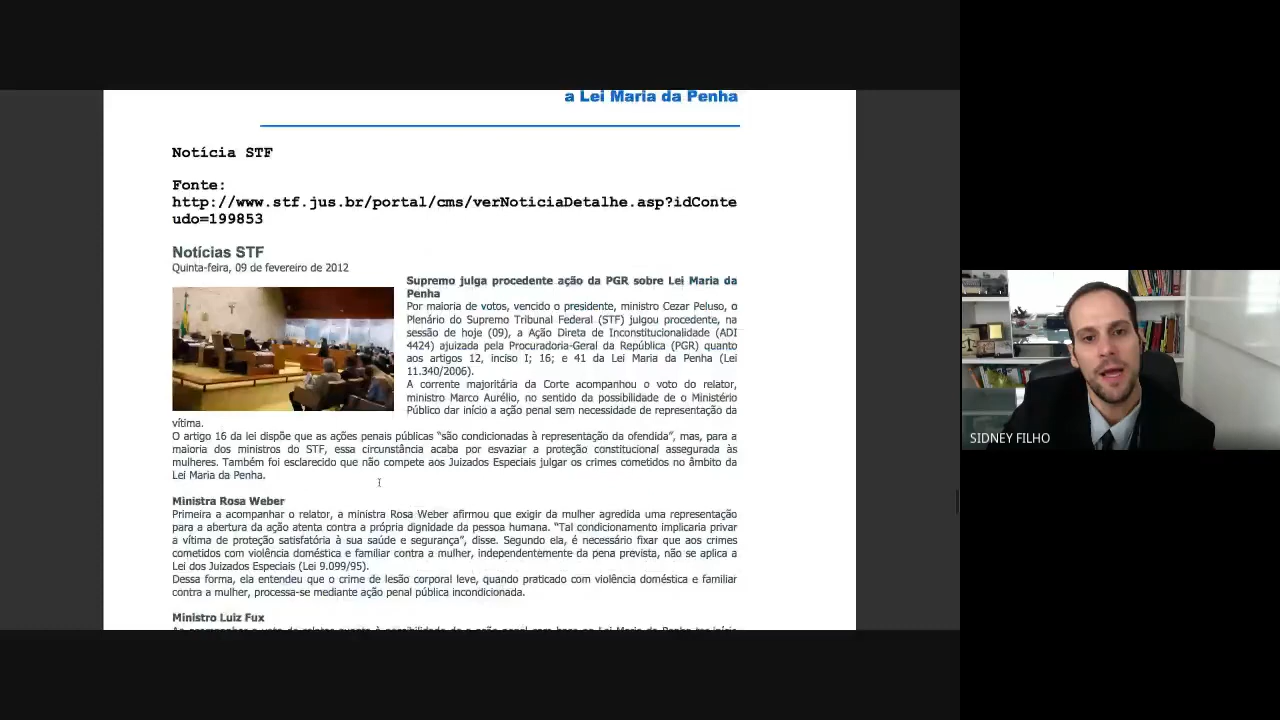 a Lei Maria da Penha
Notícia STF
Fonte:
http://www.stf.jus.br/portal/cms/verNoticiaDetalhe.asp?idConte
udo=199853
Notícias STF
Quinta-feira, 09 de fevereiro de 2012
Supremo julga procedente ação da PGR sobre Lei Maria da
Penha
Por maioria de votos, vencido o presidente, ministro Cezar Peluso, o
Plenário do Supremo Tribunal Federal (STF) julgou procedente, na
sessão de hoje (09), a Ação Direta de Inconstitucionalidade (ADI
4424) ajuizada pela Procuradoria-Geral da República (PGR) quanto
aos artigos 12, inciso I; 16; e 41 da Lei Maria da Penha (Lei
11.340/2006).
A corrente majoritária da Corte acompanhou o voto do relator,
ministro Marco Aurélio, no sentido da possibilidade de o Ministério
Público dar início a ação penal sem necessidade de representação da
vítima.
O artigo 16 da lei dispõe que as ações penais públicas “são condicionadas à representação da ofendida”, mas, para a
maioria dos ministros do STF, essa circunstância acaba por esvaziar a proteção constitucional assegurada às
mulheres. Também foi esclarecido que não compete aos Juizados Especiais julgar os crimes cometidos no âmbito da
Lei Maria da Penha.
Ministra Rosa Weber
Primeira a acompanhar o relator, a ministra Rosa Weber afirmou que exigir da mulher agredida uma representação
para a abertura da ação atenta contra a própria dignidade da pessoa humana. “Tal condicionamento implicaria privar
a vítima de proteção satisfatória à sua saúde e segurança”, disse. Segundo ela, é necessário fixar que aos crimes
cometidos com violência doméstica e familiar contra a mulher, independentemente da pena prevista, não se aplica a
Lei dos Juizados Especiais (Lei 9.099/95).
Dessa forma, ela entendeu que o crime de lesão corporal leve, quando praticado com violência doméstica e familiar
contra a mulher, processa-se mediante ação penal pública incondicionada.
Ministro Luiz Fux
SIDNEY FILHO